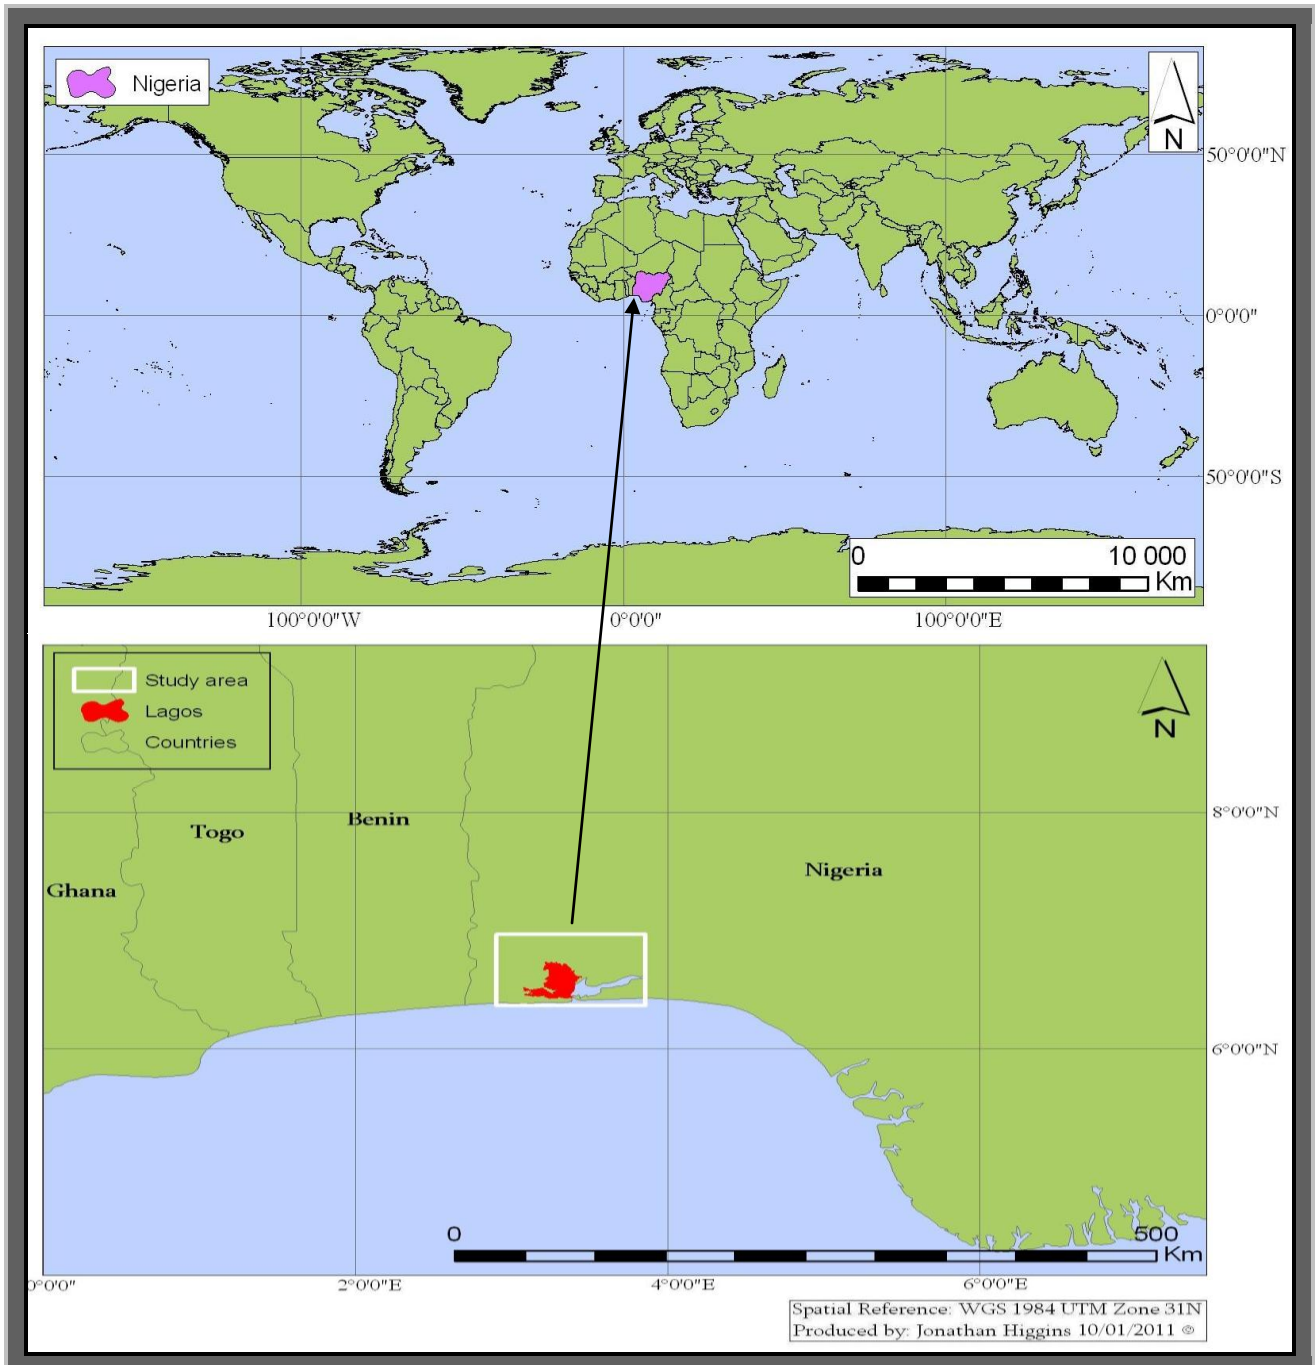 Nigeria
N
50°0'0"N
0°0'0"
50°0'0"S
0 10 000
Km
100°0'0"W 0°0'0" 100°0'0"E
Study area
Lagos
Countries
N
8°0'0"N
Benin
Togo
Nigeria
Ghana
6°0'0"N
0 500
Km
0°0'0" 2°0'0"E 4°0'0"E 6°0'0"E
Spatial Reference: WGS 1984 UTM Zone 31N
Produced by: Jonathan Higgins 10/01/2011 ©